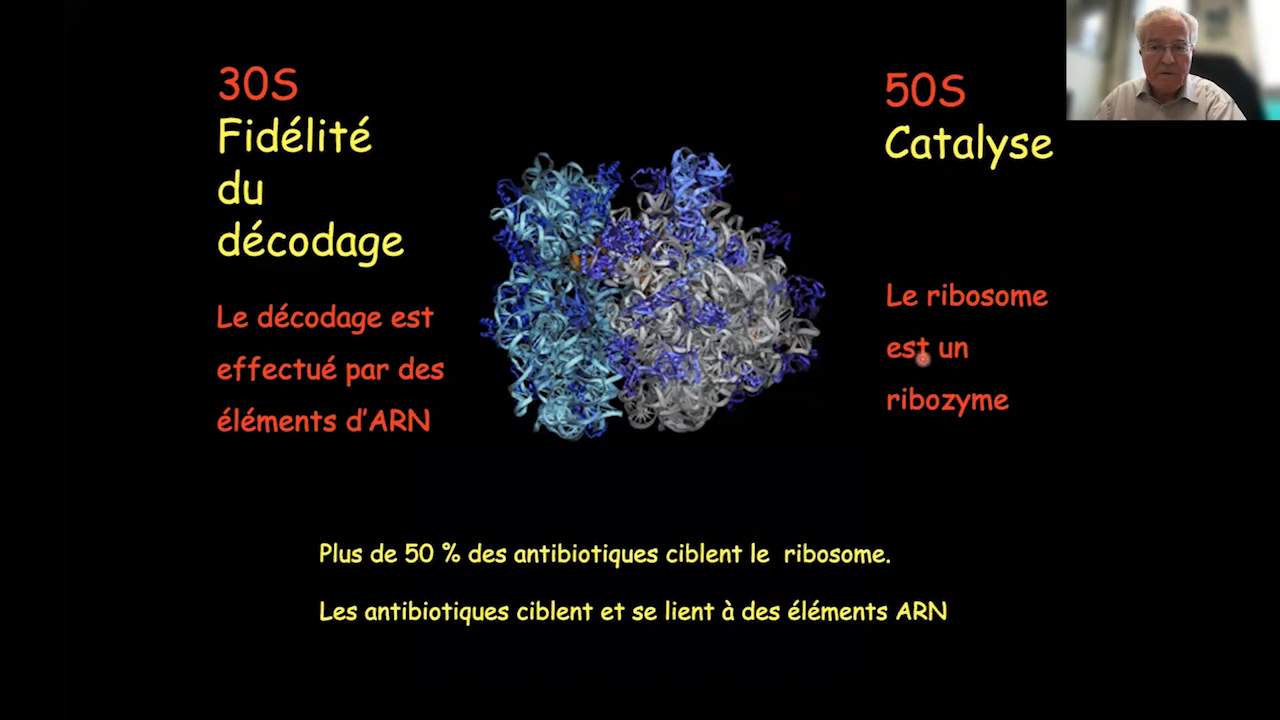 30S
Fidélité
du
décodage
Le décodage est
effectué par des
éléments d'ARN
50S
Catalyse
Le ribosome
est un
ribozyme
Plus de 50 % des antibiotiques ciblent le ribosome.
Les antibiotiques ciblent et se lient à des éléments ARN